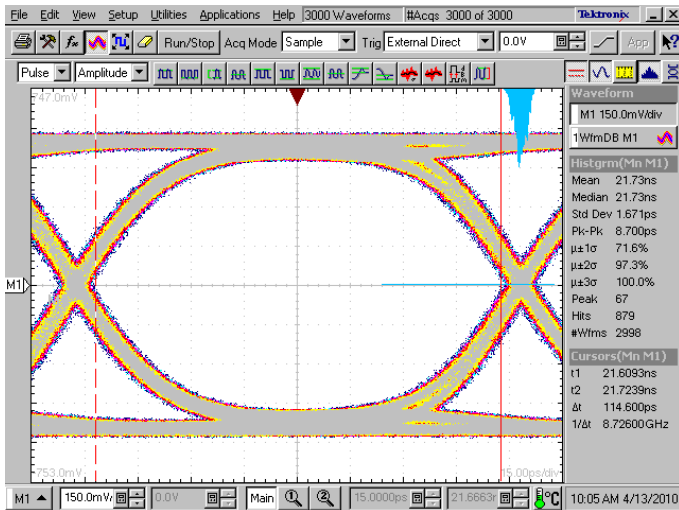 File Edit View Setup Utilities Applications Help 3000 Waveforms #Acqs 3000 of 3000 Tektronix
Run/Stop Acq Mode Sample Trig External Direct 0.0V App
Pulse Amplitude
747.0mV
Waveform
M1 150.0mV/div
1WfmDB M1
Histgrm(Mn M1)
Mean 21.73ns
Median 21.73ns
Std Dev 1.671ps
Pk-Pk 8.700ps
µ±1σ 71.6%
µ±2σ 97.3%
µ±3σ 100.0%
Peak 67
Hits 879
#Wfms 2998
M1
Cursors(Mn M1)
t1 21.6093ns
t2 21.7239ns
Δt 114.600ps
1/Δt 8.72600GHz
-753.0mV
15.00ps/div
M1 150.0mV/ 0.0V Main 1 2 15.0000ps 21.6663r °C 10:05 AM 4/13/2010